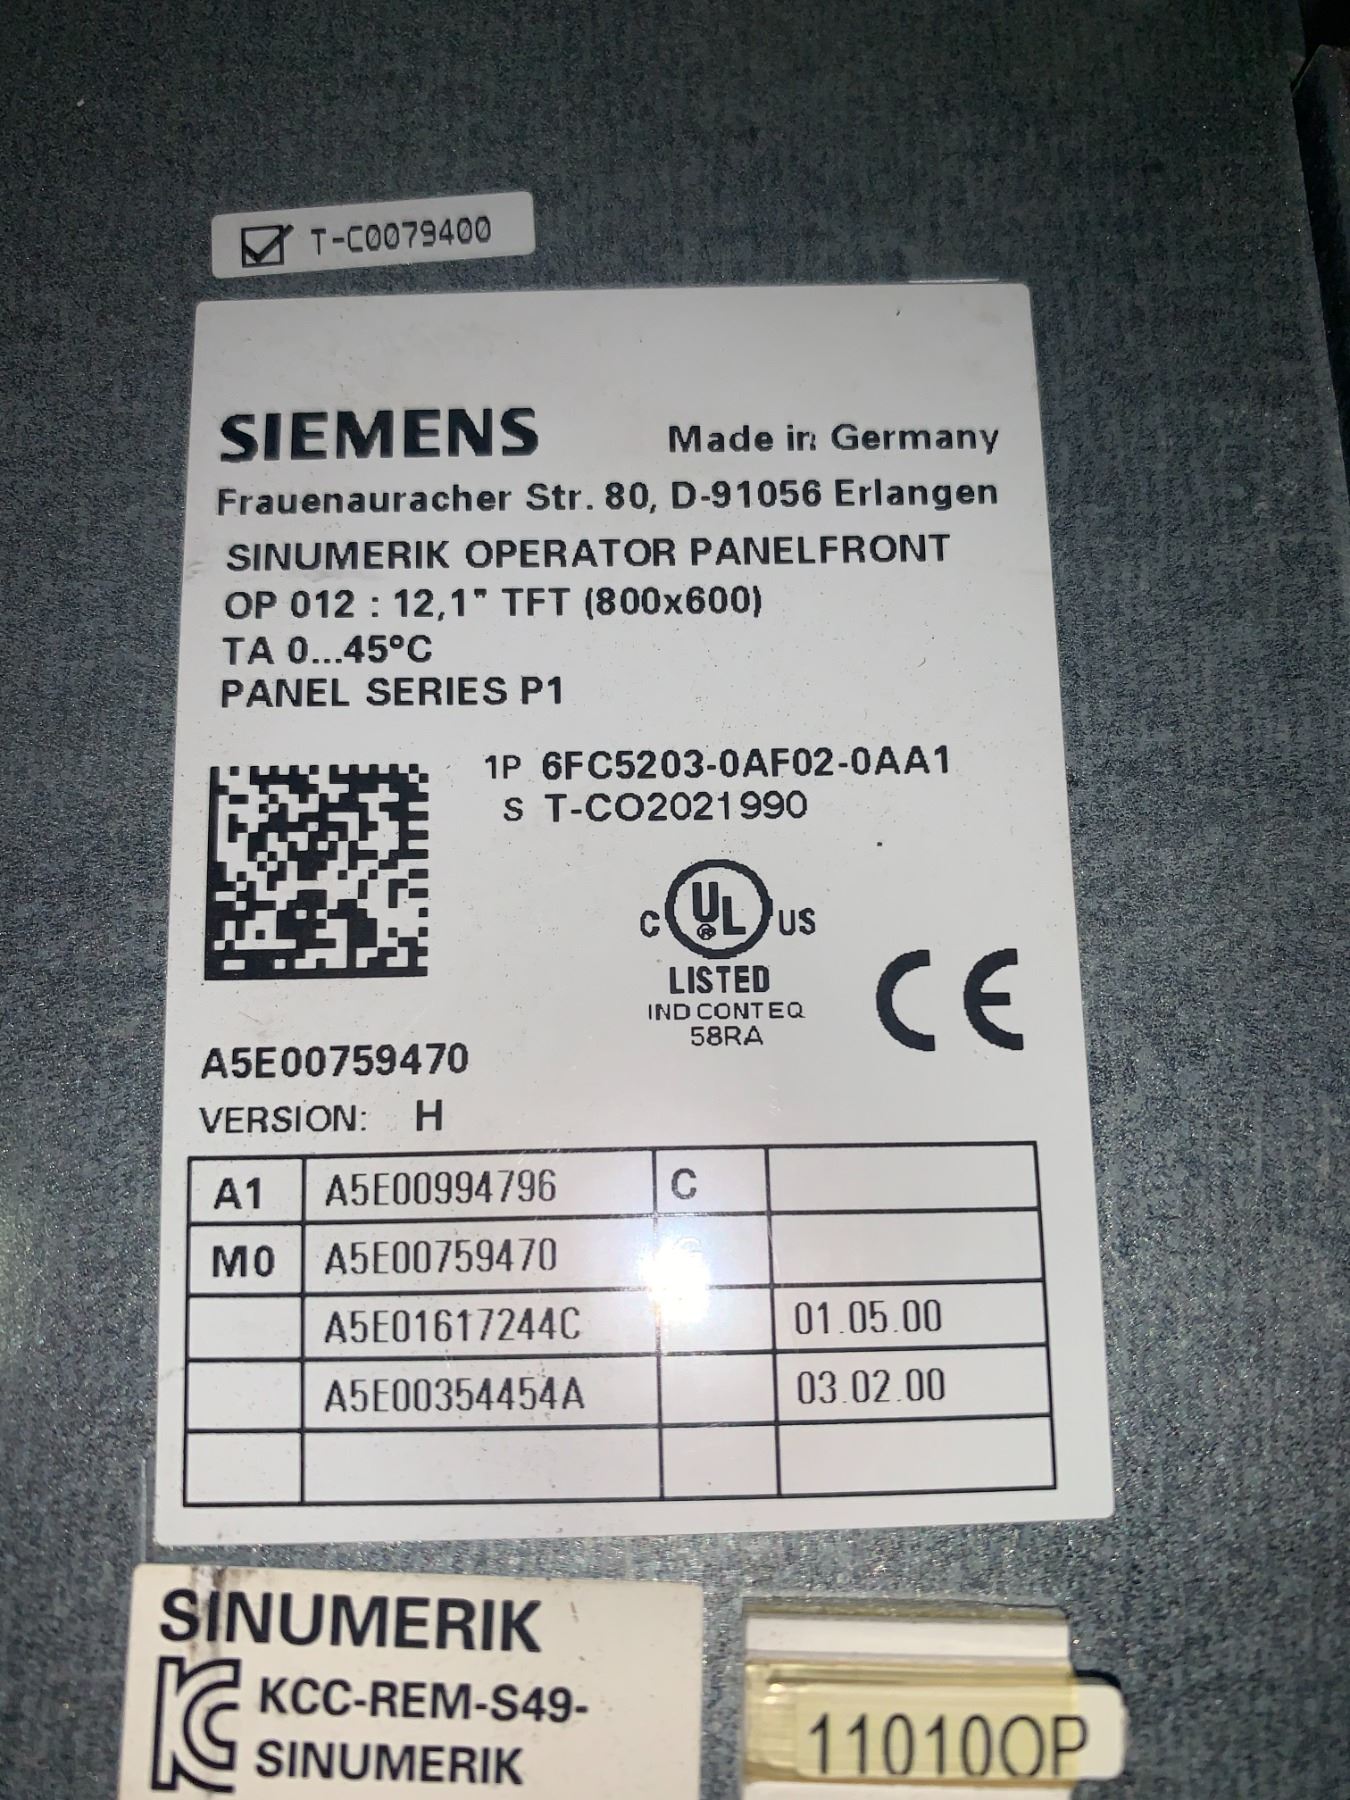 T-C0079400
SIEMENS Made in Germany
Frauenauracher Str. 80, D-91056 Erlangen
SINUMERIK OPERATOR PANELFRONT
OP 012 : 12,1" TFT (800x600)
TA 0...45°C
PANEL SERIES P1
1P 6FC5203-0AF02-0AA1
S T-CO2021990
C UL® US
LISTED
IND CONT EQ
58RA
CE
A5E00759470
VERSION: H
A1 A5E00994796 C
M0 A5E00759470
A5E01617244C 01.05.00
A5E00354454A 03.02.00
SINUMERIK
KCC-REM-S49-
SINUMERIK
110100OP